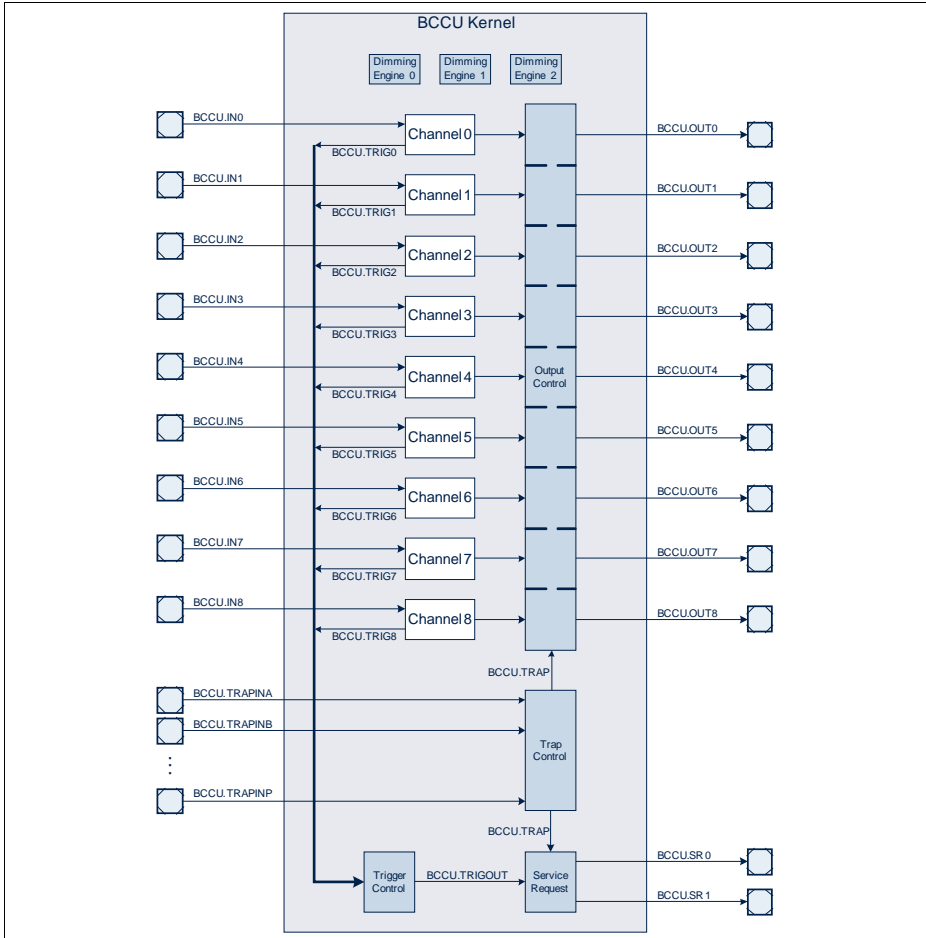 BCCU Kernel
Dimming
Engine 0
Dimming
Engine 1
Dimming
Engine 2
BCCU.IN0
Channel 0
BCCU.TRIG0
BCCU.OUT0
BCCU.IN1
Channel 1
BCCU.TRIG1
BCCU.OUT1
BCCU.IN2
Channel 2
BCCU.TRIG2
BCCU.OUT2
BCCU.IN3
Channel 3
BCCU.TRIG3
BCCU.OUT3
BCCU.IN4
Channel 4
BCCU.TRIG4
Output
Control
BCCU.OUT4
BCCU.IN5
Channel 5
BCCU.TRIG5
BCCU.OUT5
BCCU.IN6
Channel 6
BCCU.TRIG6
BCCU.OUT6
BCCU.IN7
Channel 7
BCCU.TRIG7
BCCU.OUT7
BCCU.IN8
Channel 8
BCCU.TRIG8
BCCU.OUT8
BCCU.TRAP
BCCU.TRAPINA
BCCU.TRAPINB
Trap
Control
BCCU.TRAPINP
BCCU.TRAP
Trigger
Control
BCCU.TRIGOUT
Service
Request
BCCU.SR0
BCCU.SR1